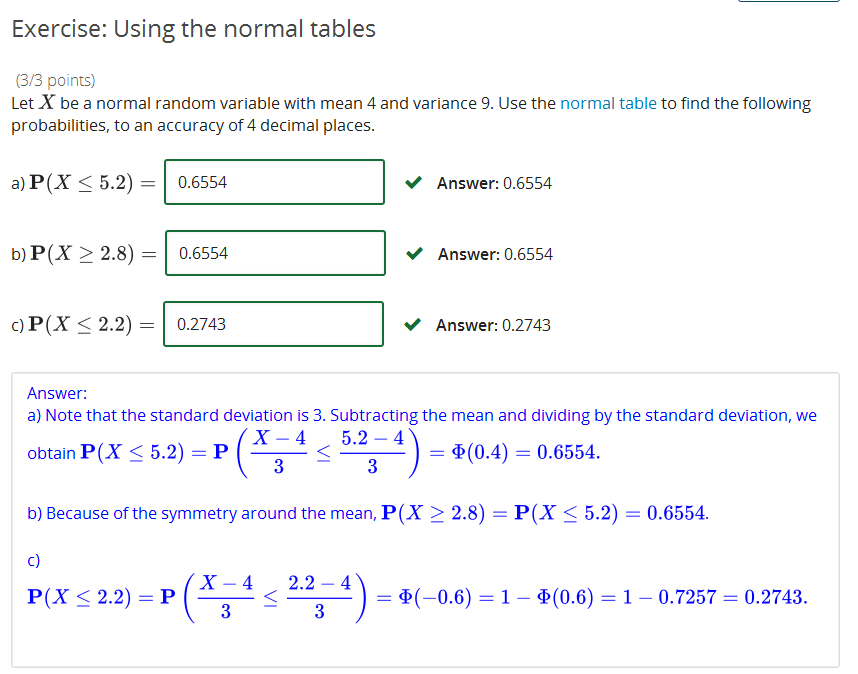 Exercise: Using the normal tables
(3/3 points)
Let X be a normal random variable with mean 4 and variance 9. Use the normal table to find the following
probabilities, to an accuracy of 4 decimal places.
a) P(X ≤ 5.2) = 0.6554 ✔ Answer: 0.6554
b) P(X ≥ 2.8) = 0.6554 ✔ Answer: 0.6554
c) P(X ≤ 2.2) = 0.2743 ✔ Answer: 0.2743
Answer:
a) Note that the standard deviation is 3. Subtracting the mean and dividing by the standard deviation, we
obtain P(X ≤ 5.2) = P((X − 4)/3 ≤ (5.2 − 4)/3) = Φ(0.4) = 0.6554.
b) Because of the symmetry around the mean, P(X ≥ 2.8) = P(X ≤ 5.2) = 0.6554.
c)
P(X ≤ 2.2) = P((X − 4)/3 ≤ (2.2 − 4)/3) = Φ(−0.6) = 1 − Φ(0.6) = 1 − 0.7257 = 0.2743.